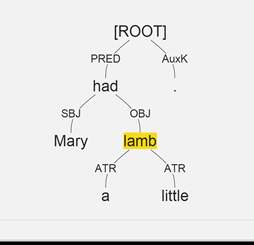 [ROOT]
PRED AuxK
had .
SBJ OBJ
Mary lamb
ATR ATR
a little